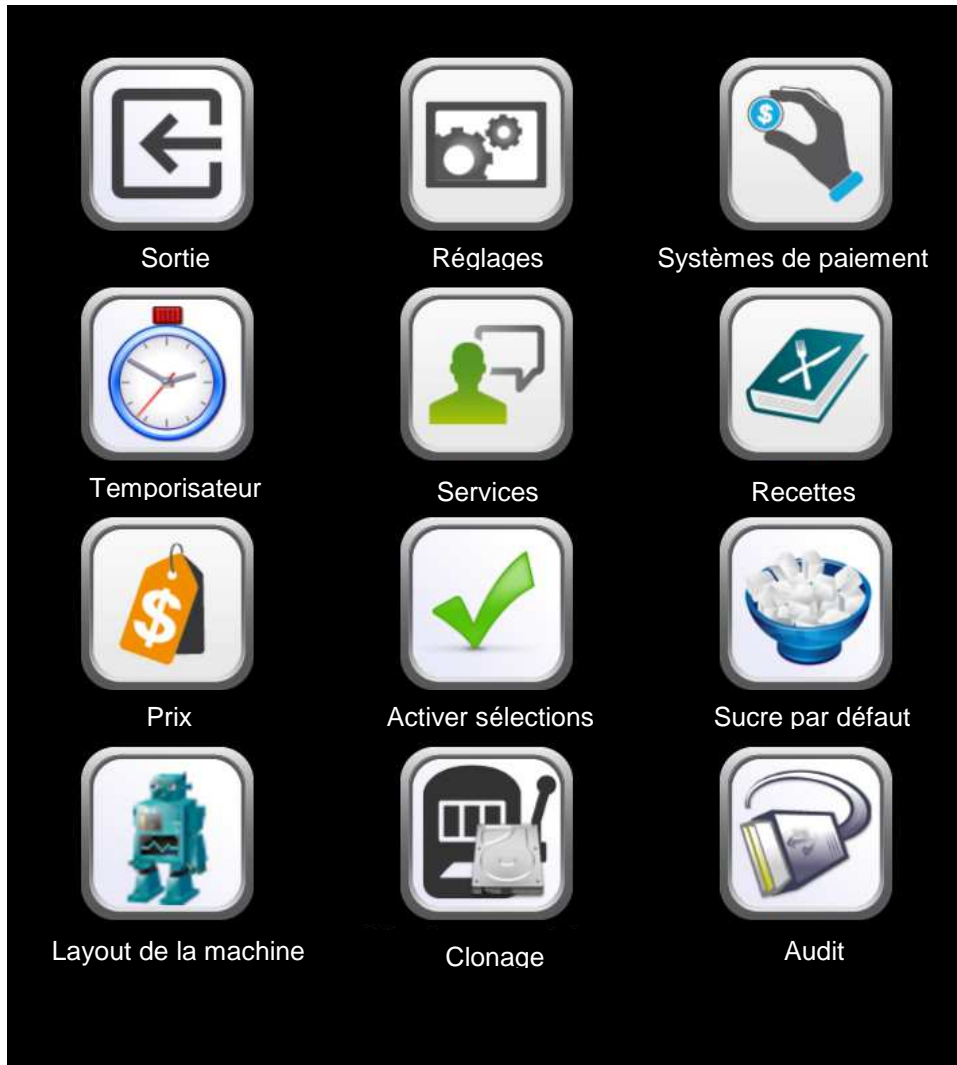 Sortie
Réglages
Systèmes de paiement
Temporisateur
Services
Recettes
Prix
Activer sélections
Sucre par défaut
Layout de la machine
Clonage
Audit